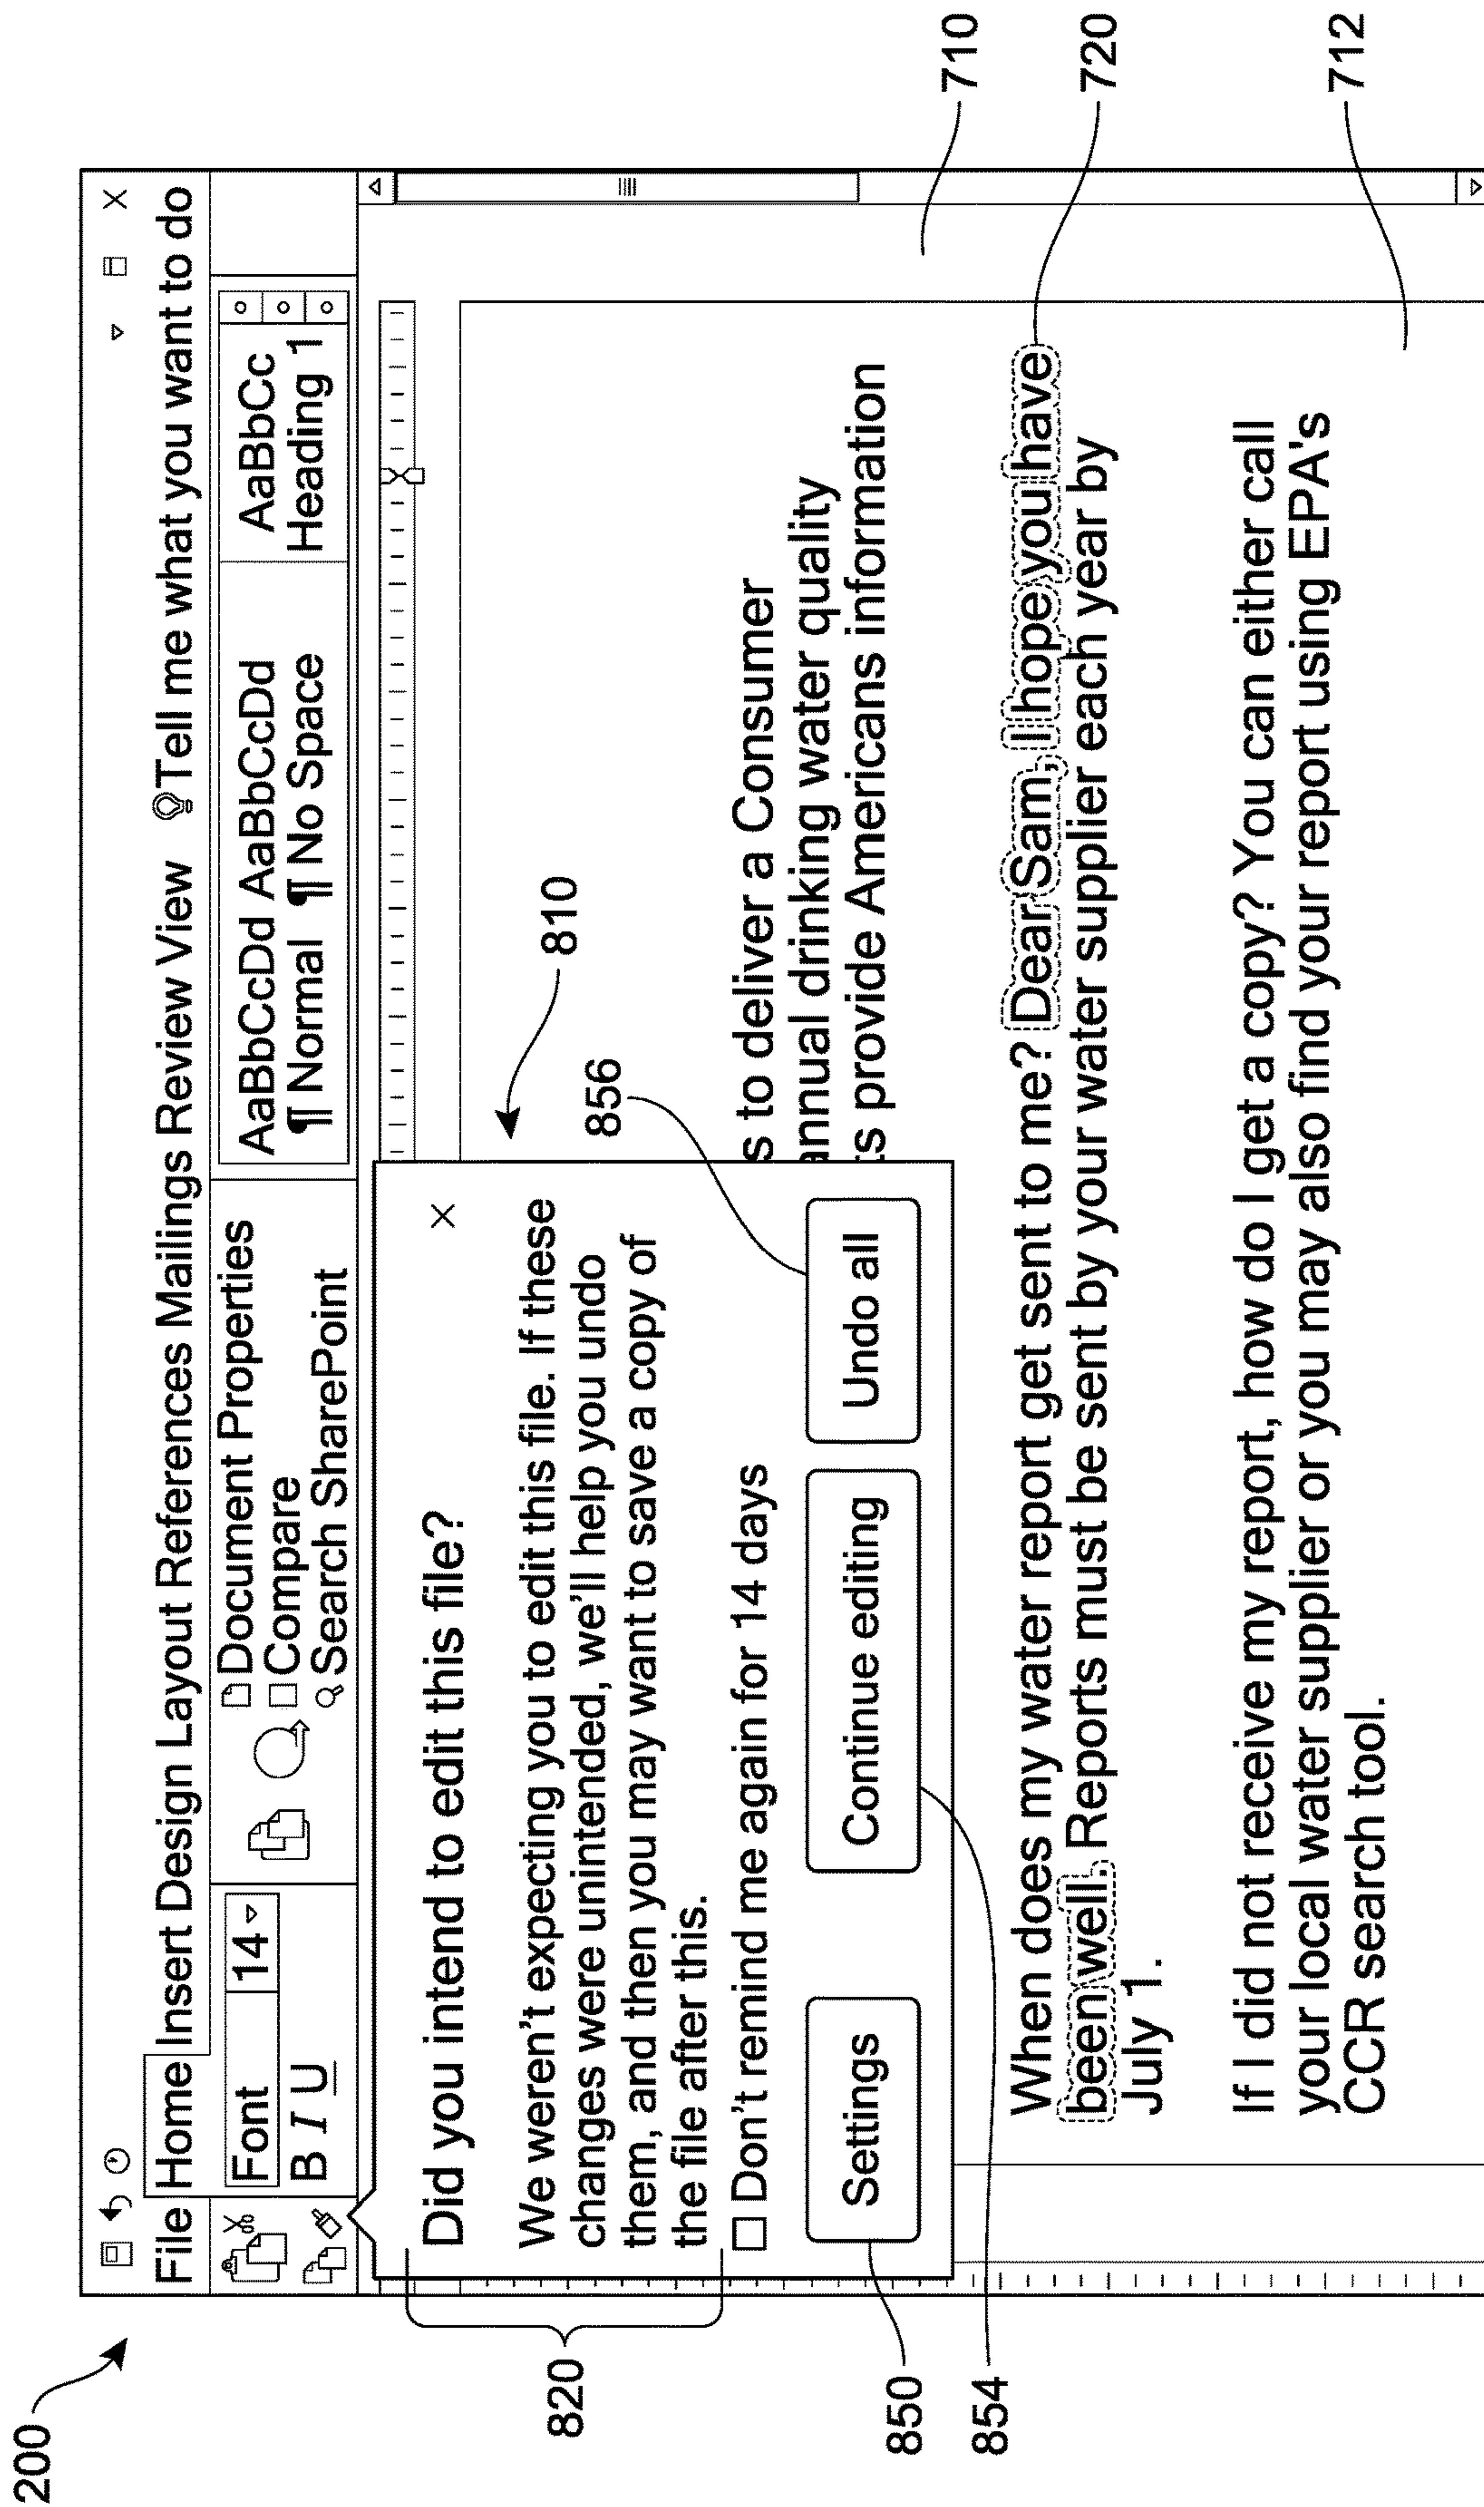 200
File Home Insert Design Layout References Mailings Review View Tell me what you want to do
Font 14
B I U
Document Properties
Compare
Search SharePoint
AaBbCcDd AaBbCcDd
¶ Normal ¶ No Space
AaBbCc
Heading 1
810
820
Did you intend to edit this file?
We weren't expecting you to edit this file. If these
changes were unintended, we'll help you undo
them, and then you may want to save a copy of
the file after this.
Don't remind me again for 14 days
856
Settings
Continue editing
Undo all
850
854
s to deliver a Consumer
annual drinking water quality
ts provide Americans information
710
When does my water report get sent to me? Dear Sam, I hope you have
been well. Reports must be sent by your water supplier each year by
July 1.
720
If I did not receive my report, how do I get a copy? You can either call
your local water supplier or you may also find your report using EPA's
CCR search tool.
712